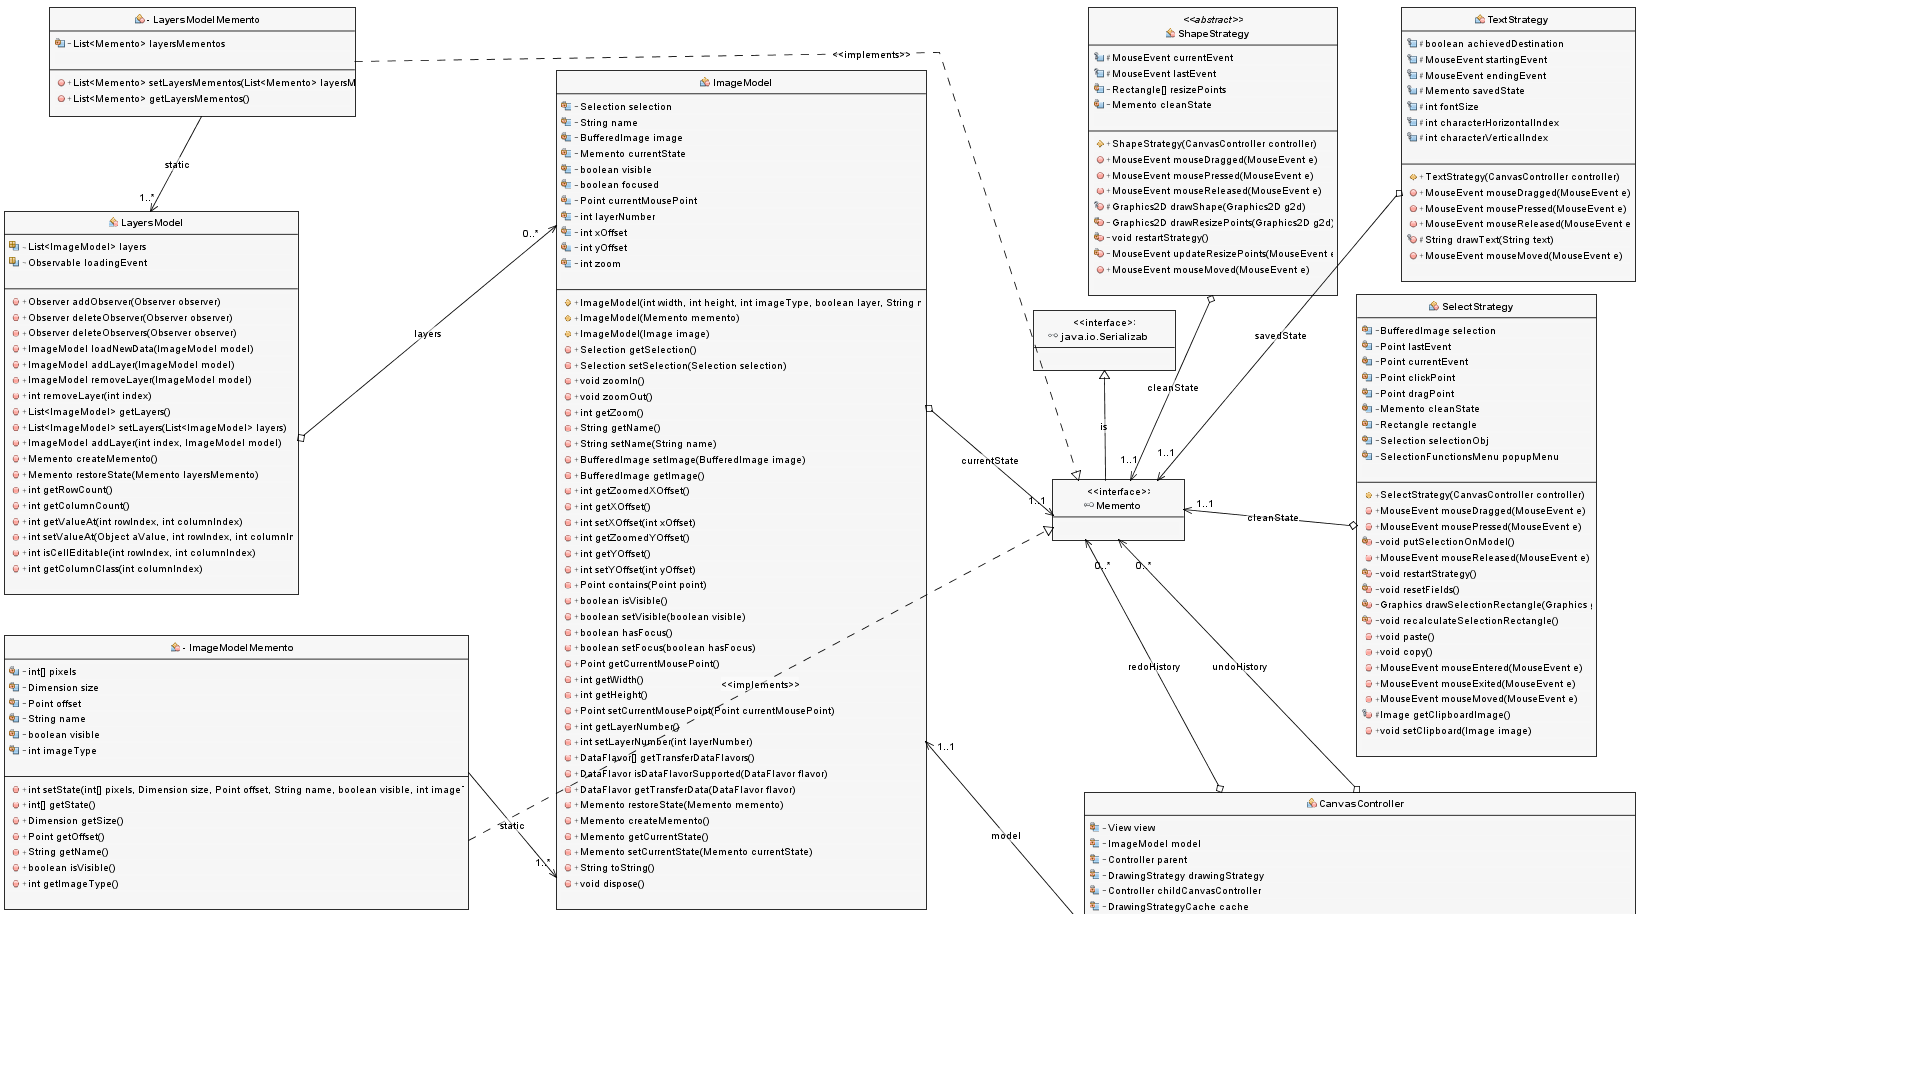 - LayersModelMemento
- List<Memento> layersMementos
+ List<Memento> setLayersMementos(List<Memento> layersM
+ List<Memento> getLayersMementos()
static
1..*
<<implements>>
LayersModel
- List<ImageModel> layers
- Observable loadingEvent
+ Observer addObserver(Observer observer)
+ Observer deleteObserver(Observer observer)
+ Observer deleteObservers(Observer observer)
+ ImageModel loadNewData(ImageModel model)
+ ImageModel addLayer(ImageModel model)
+ ImageModel removeLayer(ImageModel model)
+ int removeLayer(int index)
+ List<ImageModel> getLayers()
+ List<ImageModel> setLayers(List<ImageModel> layers)
+ ImageModel addLayer(int index, ImageModel model)
+ Memento createMemento()
+ Memento restoreState(Memento layersMemento)
+ int getRowCount()
+ int getColumnCount()
+ int getValueAt(int rowIndex, int columnIndex)
+ int setValueAt(Object aValue, int rowIndex, int columnIr
+ int isCellEditable(int rowIndex, int columnIndex)
+ int getColumnClass(int columnIndex)
layers
0..*
- ImageModelMemento
- int[] pixels
- Dimension size
- Point offset
- String name
- boolean visible
- int imageType
+ int setState(int[] pixels, Dimension size, Point offset, String name, boolean visible, int image
+ int[] getState()
+ Dimension getSize()
+ Point getOffset()
+ String getName()
+ boolean isVisible()
+ int getImageType()
static
1..*
ImageModel
- Selection selection
- String name
- BufferedImage image
- Memento currentState
- boolean visible
- boolean focused
- Point currentMousePoint
- int layerNumber
- int xOffset
- int yOffset
- int zoom
+ ImageModel(int width, int height, int imageType, boolean layer, String r
+ ImageModel(Memento memento)
+ ImageModel(Image image)
+ Selection getSelection()
+ Selection setSelection(Selection selection)
+ void zoomIn()
+ void zoomOut()
+ int getZoom()
+ String getName()
+ String setName(String name)
+ BufferedImage setImage(BufferedImage image)
+ BufferedImage getImage()
+ int getZoomedXOffset()
+ int getXOffset()
+ int setXOffset(int xOffset)
+ int getZoomedYOffset()
+ int getYOffset()
+ int setYOffset(int yOffset)
+ Point contains(Point point)
+ boolean isVisible()
+ boolean setVisible(boolean visible)
+ boolean hasFocus()
+ boolean setFocus(boolean hasFocus)
+ Point getCurrentMousePoint()
+ int getWidth()
+ int getHeight()
+ Point setCurrentMousePoint(Point currentMousePoint)
+ int getLayerNumber()
+ int setLayerNumber(int layerNumber)
+ DataFlavor[] getTransferDataFlavors()
+ DataFlavor isDataFlavorSupported(DataFlavor flavor)
+ DataFlavor getTransferData(DataFlavor flavor)
+ Memento restoreState(Memento memento)
+ Memento createMemento()
+ Memento getCurrentState()
+ Memento setCurrentState(Memento currentState)
+ String toString()
+ void dispose()
<<implements>>
currentState
1..1
1..1
model
<<interface>>:
java.io.Serializab
is
<<interface>>:
Memento
<<abstract>>
ShapeStrategy
# MouseEvent currentEvent
# MouseEvent lastEvent
- Rectangle[] resizePoints
- Memento cleanState
+ ShapeStrategy(CanvasController controller)
+ MouseEvent mouseDragged(MouseEvent e)
+ MouseEvent mousePressed(MouseEvent e)
+ MouseEvent mouseReleased(MouseEvent e)
# Graphics2D drawShape(Graphics2D g2d)
- Graphics2D drawResizePoints(Graphics2D g2d)
- void restartStrategy()
- MouseEvent updateResizePoints(MouseEvent e
+ MouseEvent mouseMoved(MouseEvent e)
cleanState
1..1
TextStrategy
# boolean achievedDestination
# MouseEvent startingEvent
# MouseEvent endingEvent
# Memento savedState
# int fontSize
# int characterHorizontalIndex
# int characterVerticalIndex
+ TextStrategy(CanvasController controller)
+ MouseEvent mouseDragged(MouseEvent e)
+ MouseEvent mousePressed(MouseEvent e)
+ MouseEvent mouseReleased(MouseEvent e
# String drawText(String text)
+ MouseEvent mouseMoved(MouseEvent e)
savedState
1..1
SelectStrategy
- BufferedImage selection
- Point lastEvent
- Point currentEvent
- Point clickPoint
- Point dragPoint
- Memento cleanState
- Rectangle rectangle
- Selection selectionObj
- SelectionFunctionsMenu popupMenu
+ SelectStrategy(CanvasController controller)
+ MouseEvent mouseDragged(MouseEvent e)
+ MouseEvent mousePressed(MouseEvent e)
- void putSelectionOnModel()
+ MouseEvent mouseReleased(MouseEvent e)
- void restartStrategy()
- void resetFields()
- Graphics drawSelectionRectangle(Graphics
- void recalculateSelectionRectangle()
+ void paste()
+ void copy()
+ MouseEvent mouseEntered(MouseEvent e)
+ MouseEvent mouseExited(MouseEvent e)
+ MouseEvent mouseMoved(MouseEvent e)
# Image getClipboardImage()
+ void setClipboard(Image image)
1..1
cleanState
0..*
0..*
redoHistory
undoHistory
CanvasController
- View view
- ImageModel model
- Controller parent
- DrawingStrategy drawingStrategy
- Controller childCanvasController
- DrawingStrategyCache cache